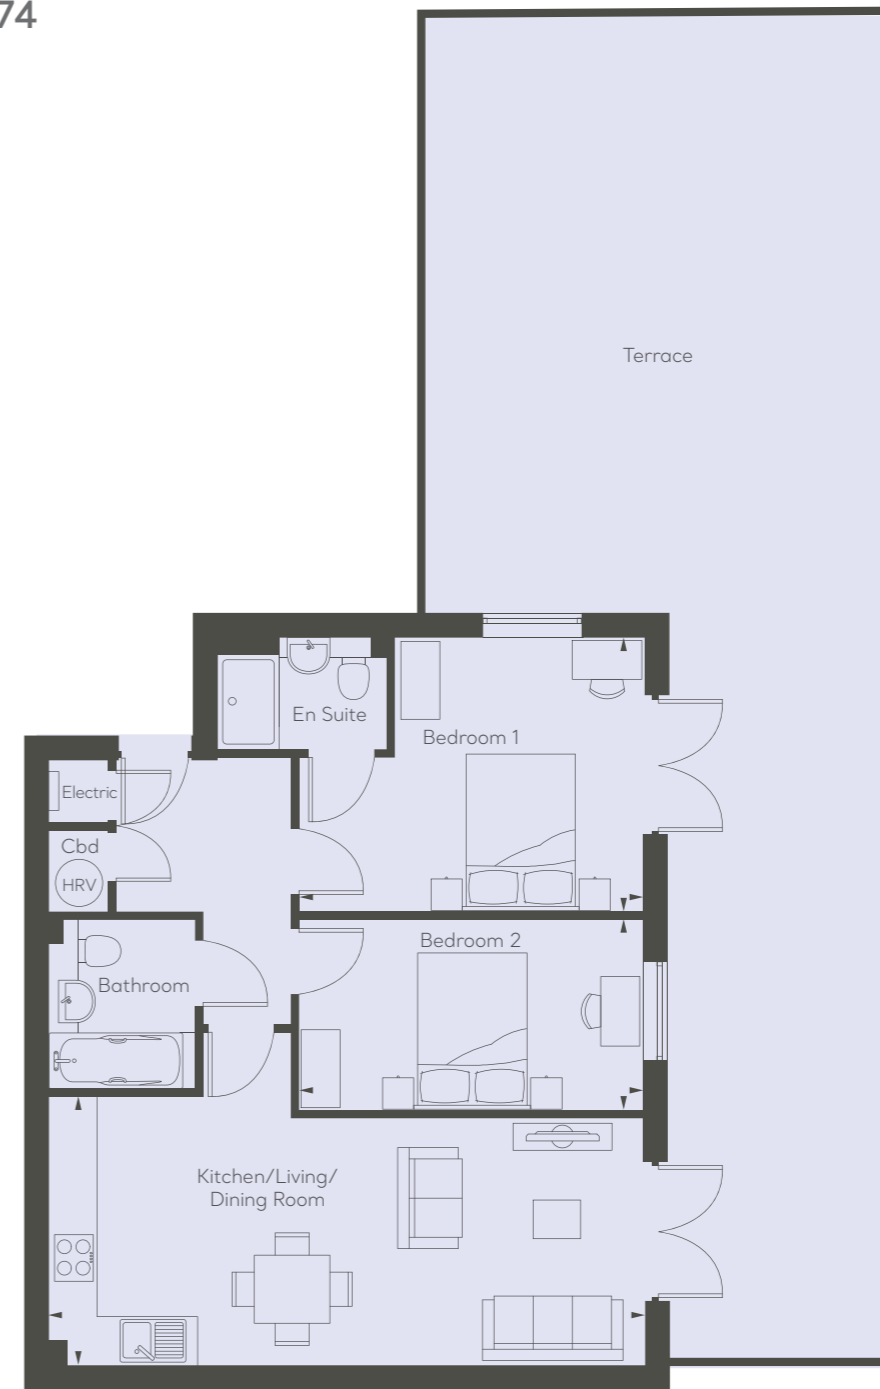 74
Terrace
En Suite
Bedroom 1
Electric
Cbd
HRV
Bedroom 2
Bathroom
Kitchen/Living/
Dining Room